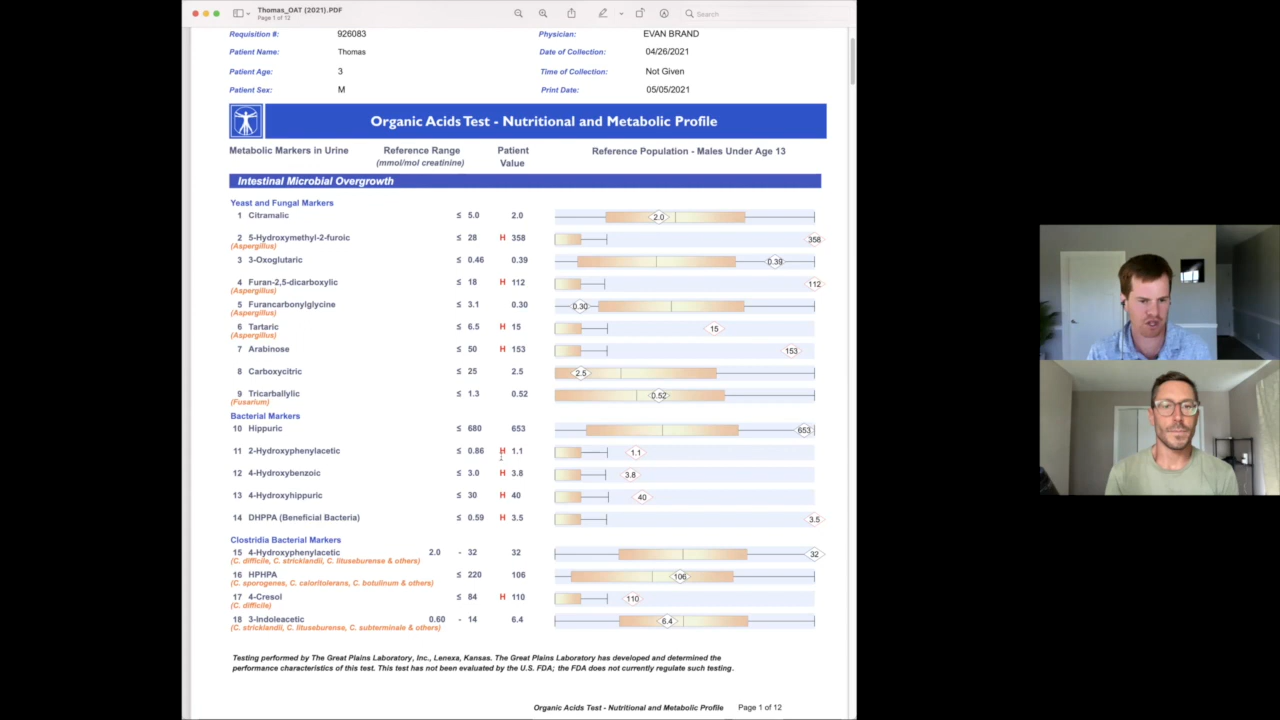 Thomas_OAT (2021).PDF
Page 1 of 12
Search
Requisition #: 926083 Physician: EVAN BRAND
Patient Name: Thomas Date of Collection: 04/26/2021
Patient Age: 3 Time of Collection: Not Given
Patient Sex: M Print Date: 05/05/2021
Organic Acids Test - Nutritional and Metabolic Profile
Metabolic Markers in Urine Reference Range Patient Reference Population - Males Under Age 13
(mmol/mol creatinine) Value
Intestinal Microbial Overgrowth
Yeast and Fungal Markers
1 Citramalic ≤ 5.0 2.0 2.0
2 5-Hydroxymethyl-2-furoic ≤ 28 H 358 358
(Aspergillus)
3 3-Oxoglutaric ≤ 0.46 0.39 0.39
4 Furan-2,5-dicarboxylic ≤ 18 H 112 112
(Aspergillus)
5 Furancarbonylglycine ≤ 3.1 0.30 0.30
(Aspergillus)
6 Tartaric ≤ 6.5 H 15 15
(Aspergillus)
7 Arabinose ≤ 50 H 153 153
8 Carboxycitric ≤ 25 2.5 2.5
9 Tricarballylic ≤ 1.3 0.52 0.52
(Fusarium)
Bacterial Markers
10 Hippuric ≤ 680 653 653
11 2-Hydroxyphenylacetic ≤ 0.86 H 1.1 1.1
12 4-Hydroxybenzoic ≤ 3.0 H 3.8 3.8
13 4-Hydroxyhippuric ≤ 30 H 40 40
14 DHPPA (Beneficial Bacteria) ≤ 0.59 H 3.5 3.5
Clostridia Bacterial Markers
15 4-Hydroxyphenylacetic 2.0 - 32 32 32
(C. difficile, C. stricklandii, C. lituseburense & others)
16 HPHPA ≤ 220 106 106
(C. sporogenes, C. caloritolerans, C. botulinum & others)
17 4-Cresol ≤ 84 H 110 110
(C. difficile)
18 3-Indoleacetic 0.60 - 14 6.4 6.4
(C. stricklandii, C. lituseburense, C. subterminale & others)
Testing performed by The Great Plains Laboratory, Inc., Lenexa, Kansas. The Great Plains Laboratory has developed and determined the
performance characteristics of this test. This test has not been evaluated by the U.S. FDA; the FDA does not currently regulate such testing.
Organic Acids Test - Nutritional and Metabolic Profile Page 1 of 12